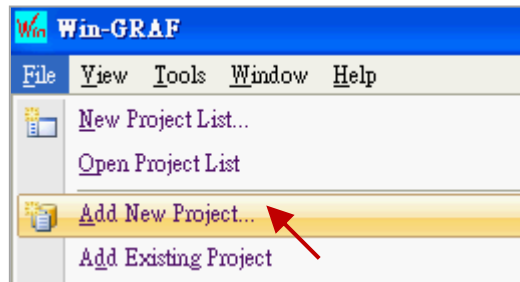 Win Win-GRAF
File View Tools Window Help
New Project List...
Open Project List
Add New Project...
Add Existing Project